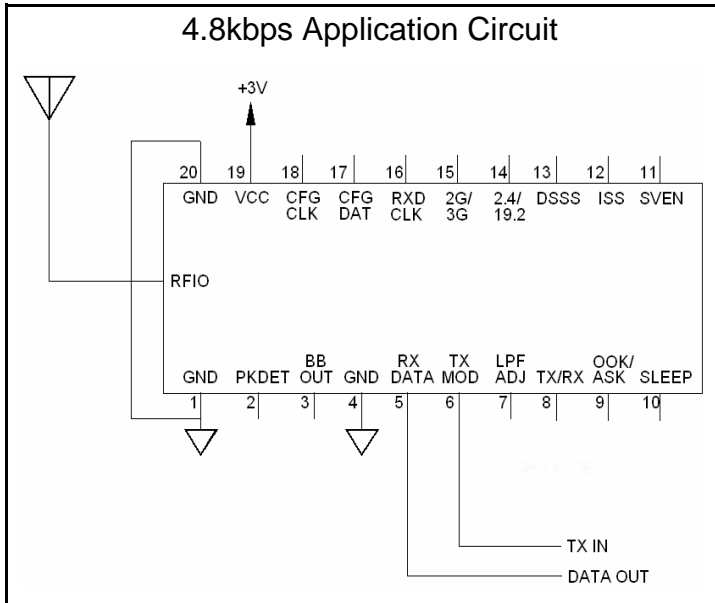 4.8kbps Application Circuit
+3V
20 19 18 17 16 15 14 13 12 11
GND VCC CFG CFG RXD 2G/ 2.4/ DSSS ISS SVEN
CLK DAT CLK 3G 19.2
RFIO
BB RX TX LPF OOK/
GND PKDET OUT GND DATA MOD ADJ TX/RX ASK SLEEP
1 2 3 4 5 6 7 8 9 10
TX IN
DATA OUT